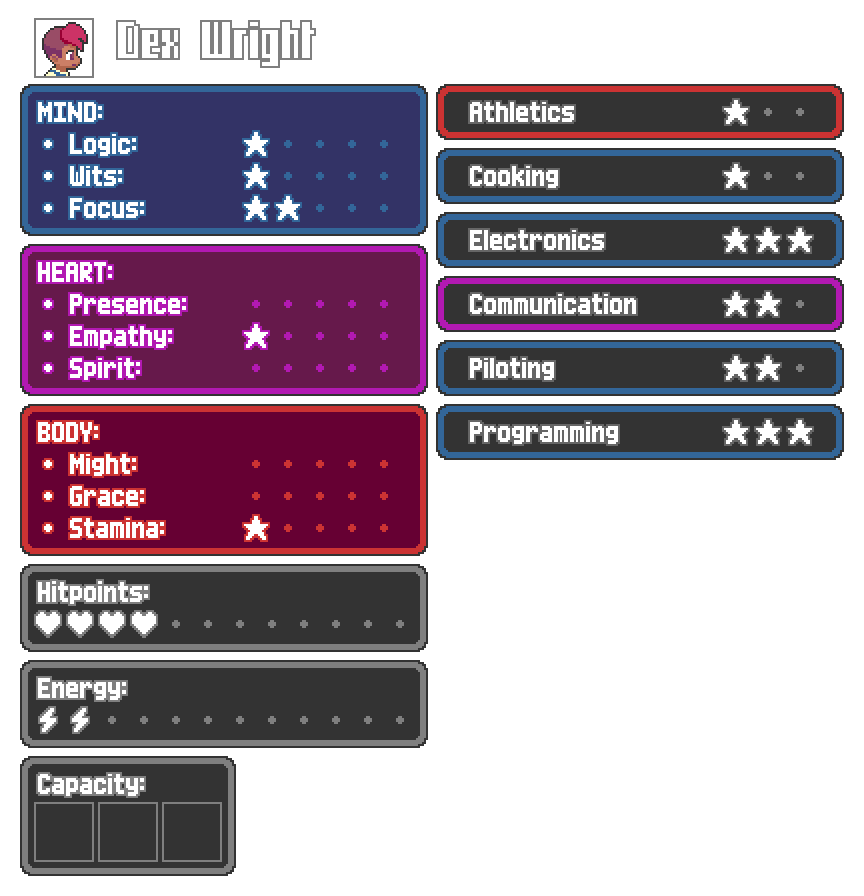 Dex Wright
MIND:
• Logic:
• Wits:
• Focus:
HEART:
• Presence:
• Empathy:
• Spirit:
BODY:
• Might:
• Grace:
• Stamina:
Hitpoints:
Energy:
Capacity:
Athletics
Cooking
Electronics
Communication
Piloting
Programming